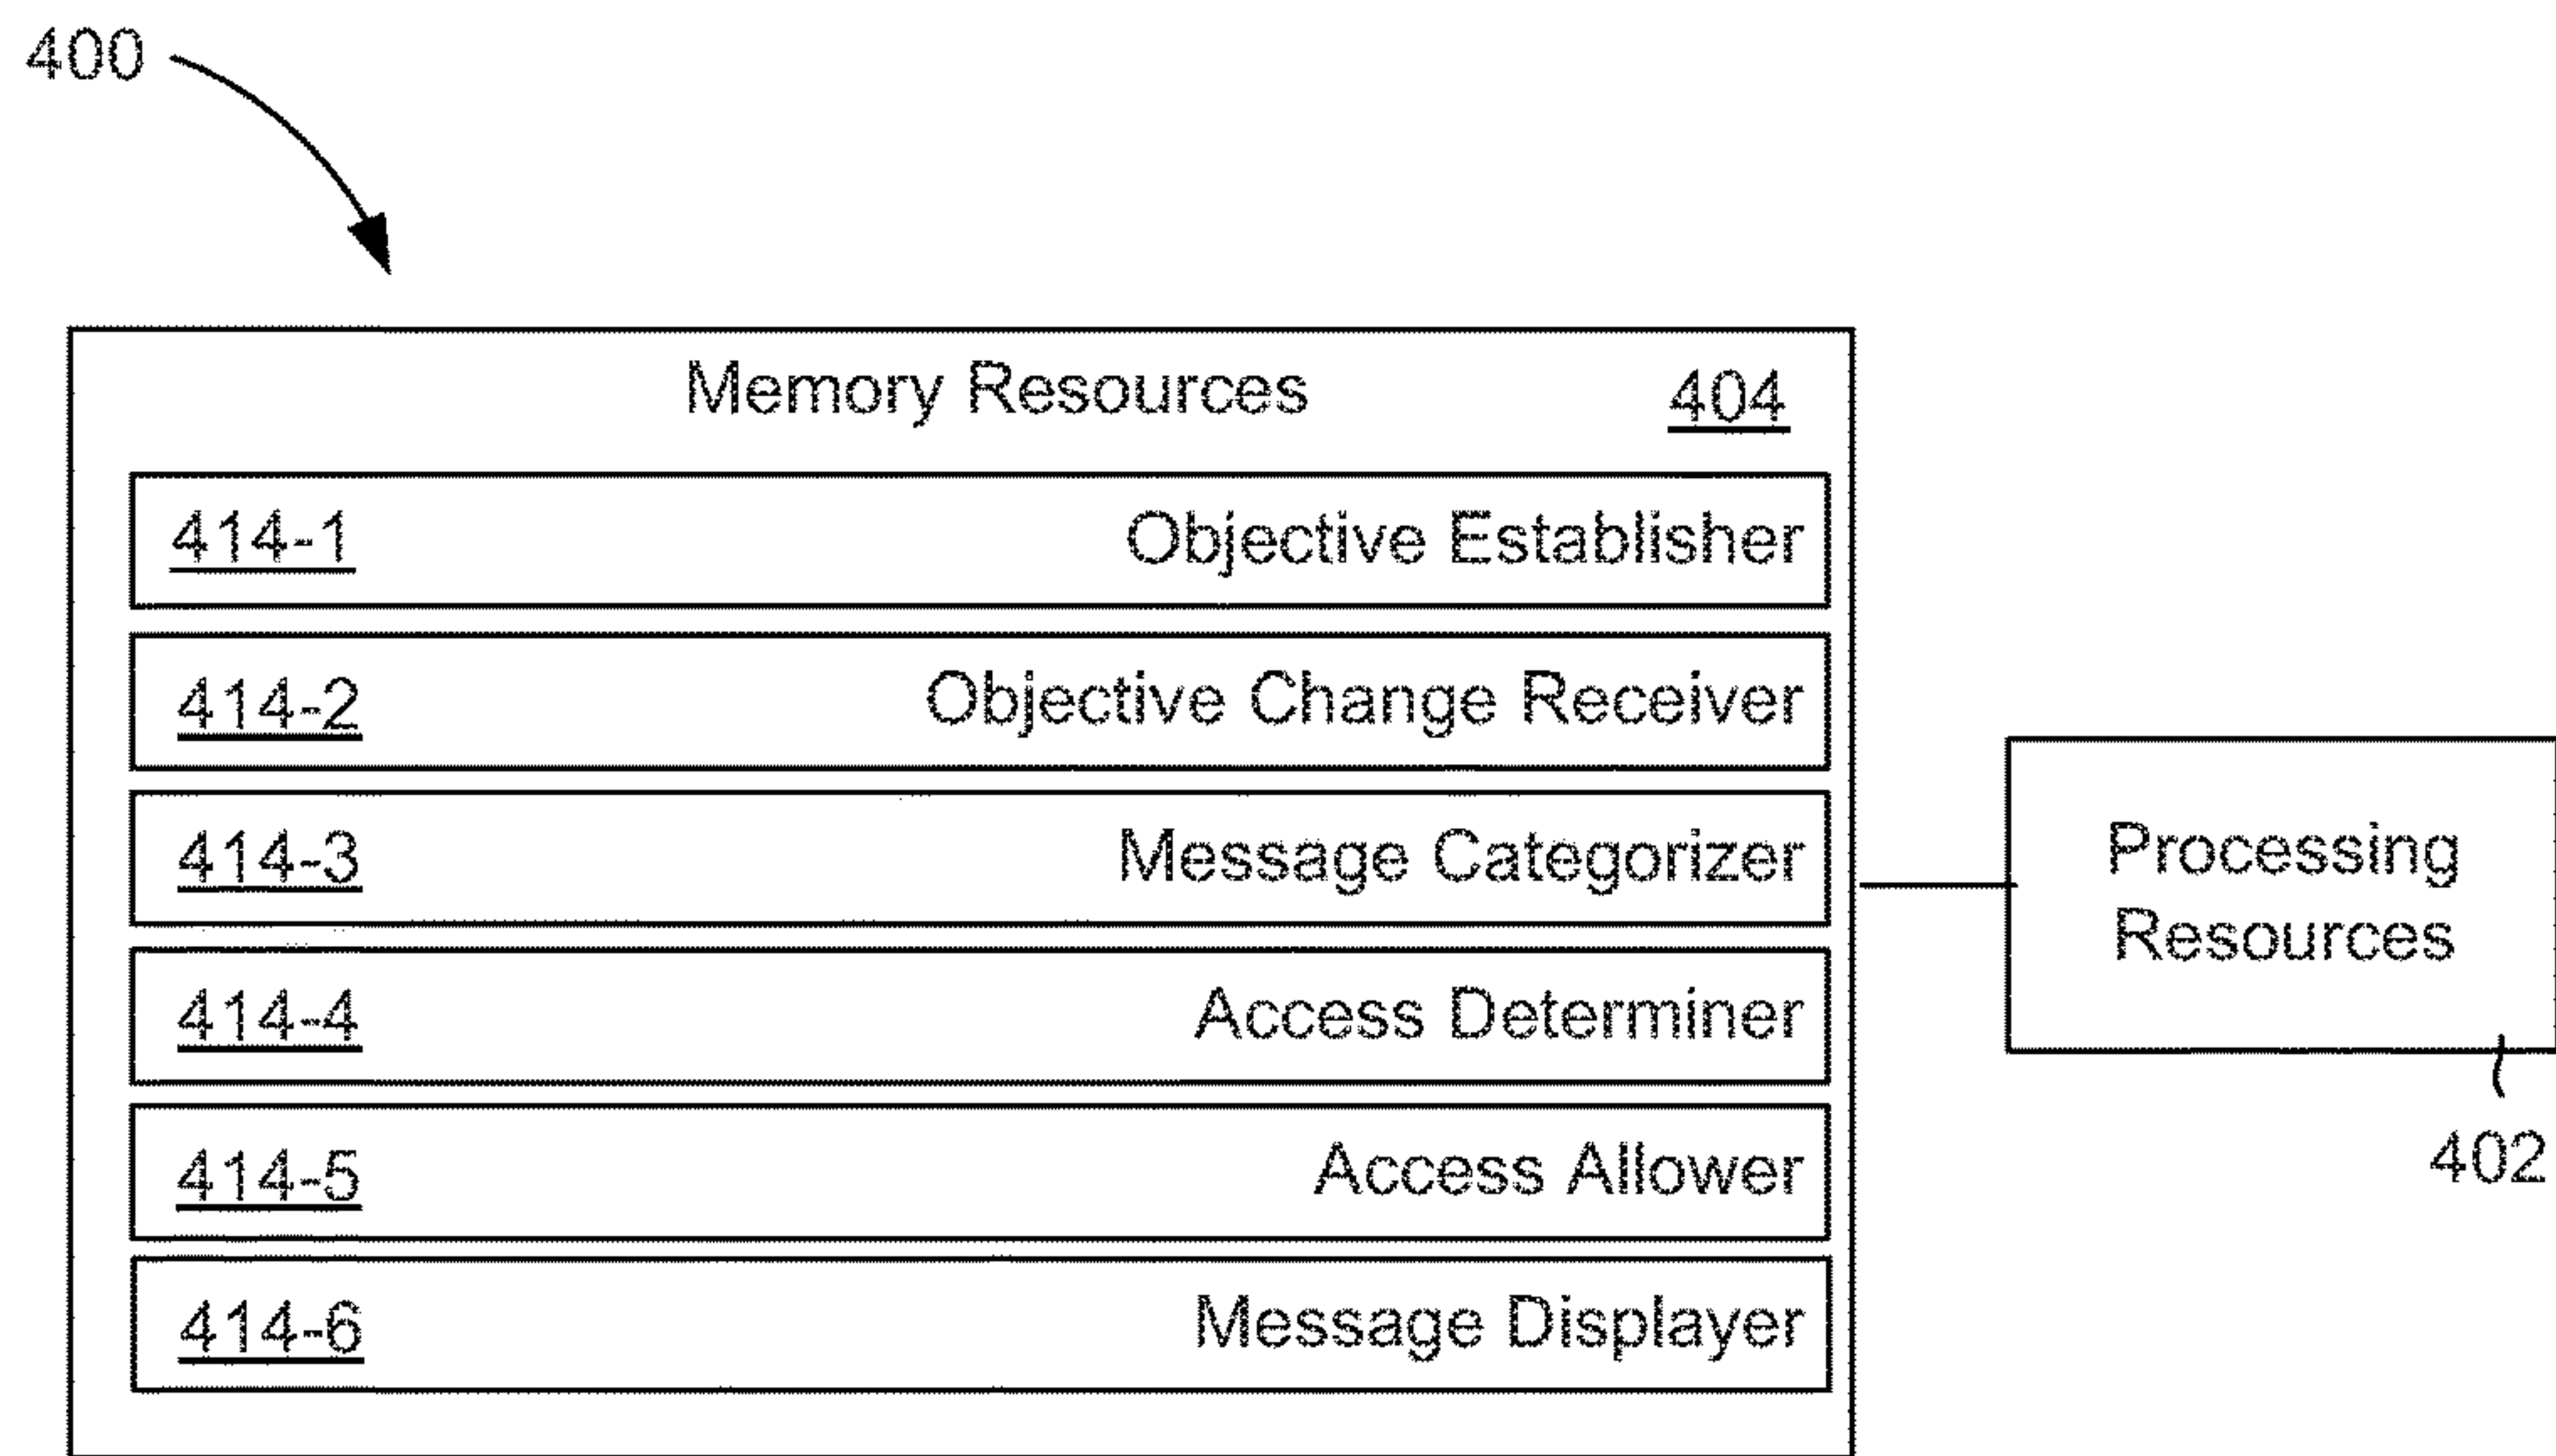 400
Memory Resources 404
414-1 Objective Establisher
414-2 Objective Change Receiver
414-3 Message Categorizer
414-4 Access Determiner
414-5 Access Allower
414-6 Message Displayer
Processing
Resources
402